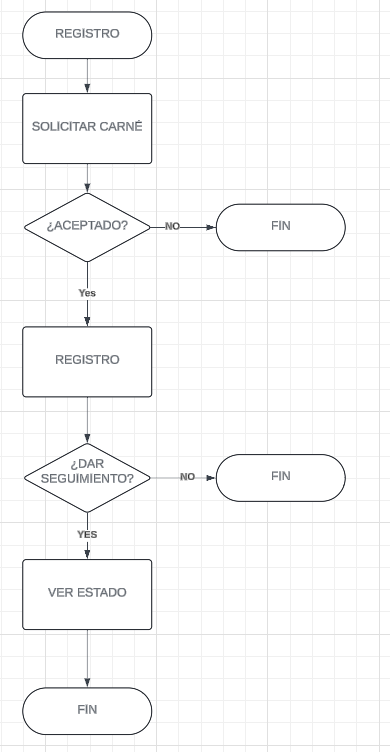 REGISTRO
SOLICITAR CARNÉ
¿ACEPTADO?
NO
FIN
Yes
REGISTRO
¿DAR
SEGUIMIENTO?
NO
FIN
YES
VER ESTADO
FIN